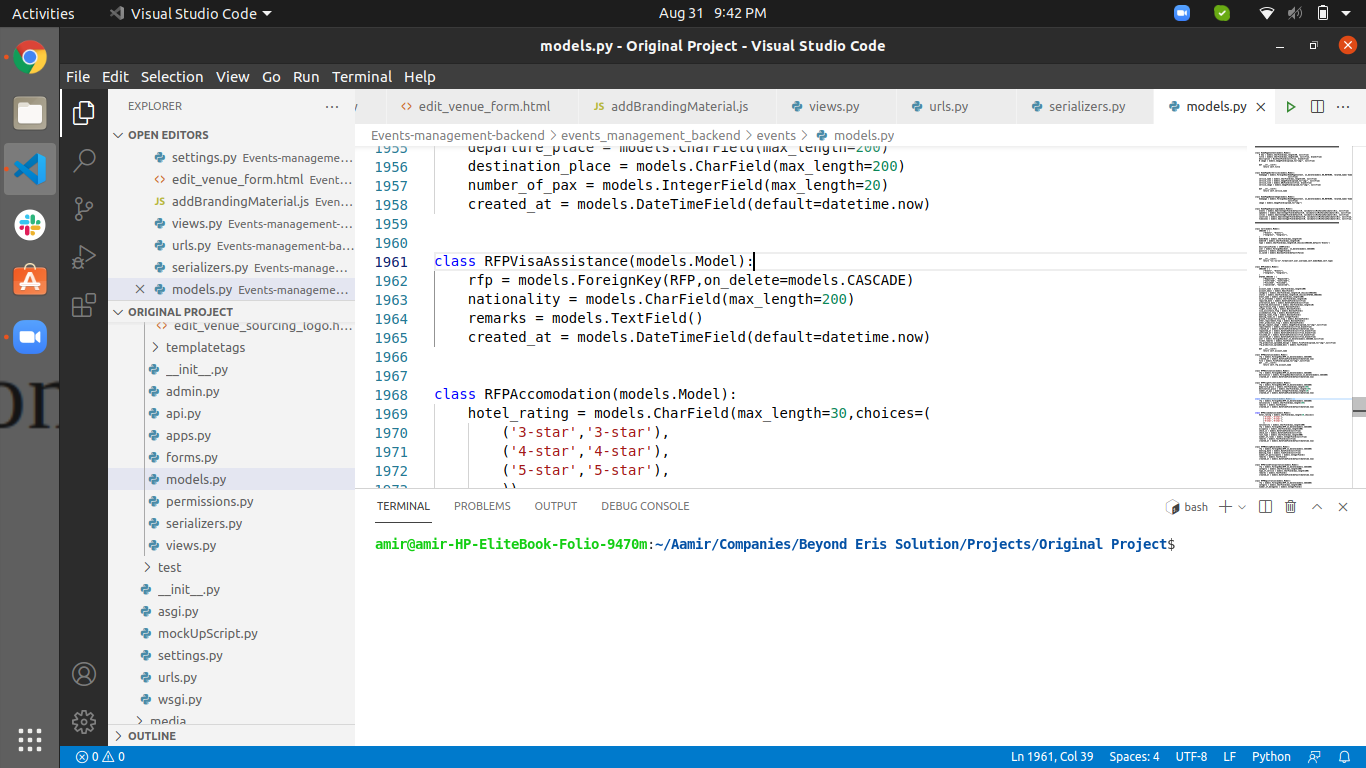 Activities
Visual Studio Code
Aug 31 9:42 PM
models.py - Original Project - Visual Studio Code
File Edit Selection View Go Run Terminal Help
EXPLORER
OPEN EDITORS
settings.py Events-manageme...
edit_venue_form.html Event...
addBrandingMaterial.js Even...
views.py Events-management-...
urls.py Events-management-ba...
serializers.py Events-managem...
models.py Events-manageme...
ORIGINAL PROJECT
edit_venue_sourcing_logo.h...
templatetags
__init__.py
admin.py
api.py
apps.py
forms.py
models.py
permissions.py
serializers.py
views.py
test
__init__.py
asgi.py
mockUpScript.py
settings.py
urls.py
wsgi.py
media
OUTLINE
edit_venue_form.html
JS addBrandingMaterial.js
views.py
urls.py
serializers.py
models.py
Events-management-backend > events_management_backend > events > models.py
1955 departure_place = models.CharField(max_length=200)
1956 destination_place = models.CharField(max_length=200)
1957 number_of_pax = models.IntegerField(max_length=20)
1958 created_at = models.DateTimeField(default=datetime.now)
1959
1960
1961 class RFPVisaAssistance(models.Model):
1962 rfp = models.ForeignKey(RFP,on_delete=models.CASCADE)
1963 nationality = models.CharField(max_length=200)
1964 remarks = models.TextField()
1965 created_at = models.DateTimeField(default=datetime.now)
1966
1967
1968 class RFPAccomodation(models.Model):
1969 hotel_rating = models.CharField(max_length=30,choices=(
1970 ('3-star','3-star'),
1971 ('4-star','4-star'),
1972 ('5-star','5-star'),
1973 ))
TERMINAL PROBLEMS OUTPUT DEBUG CONSOLE
bash
amir@amir-HP-EliteBook-Folio-9470m:~/Aamir/Companies/Beyond Eris Solution/Projects/Original Project$
0 0
Ln 1961, Col 39 Spaces: 4 UTF-8 LF Python
on